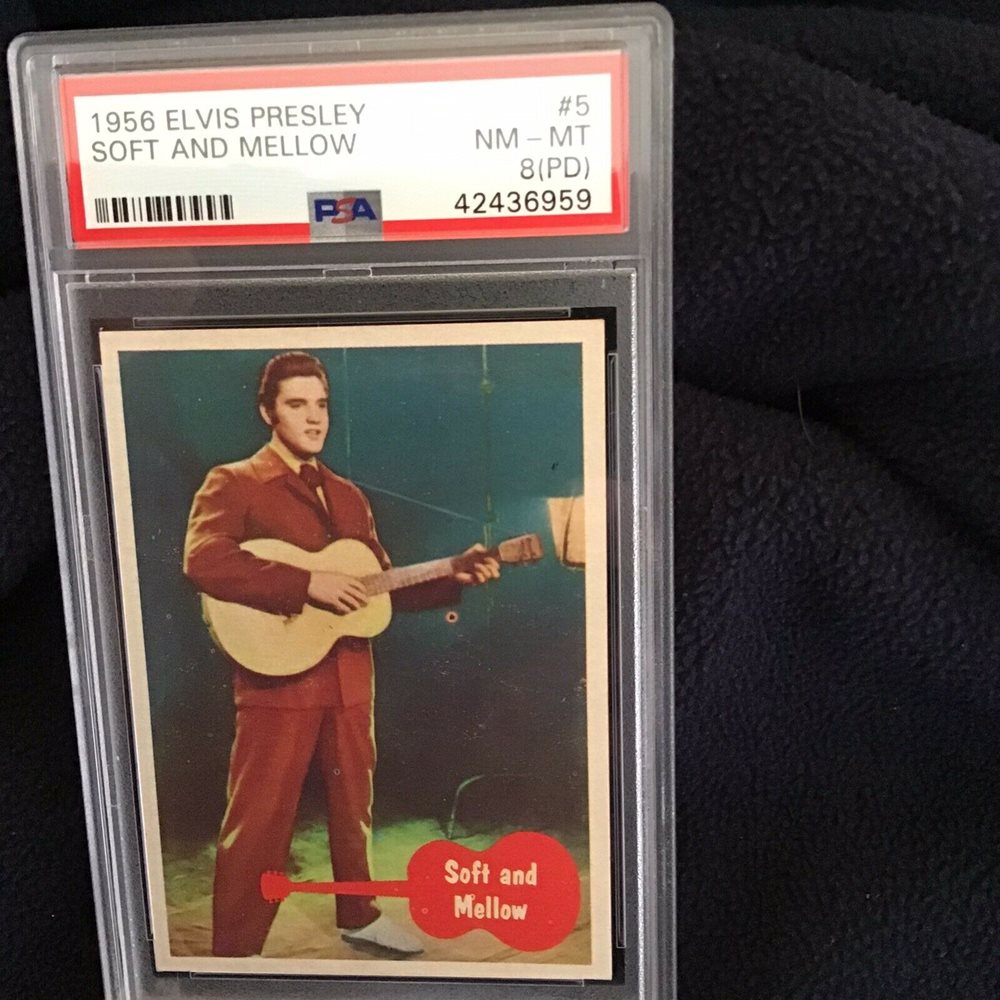 1956 ELVIS PRESLEY #5
SOFT AND MELLOW NM – MT
8(PD)
PSA 42436959
Soft and
Mellow